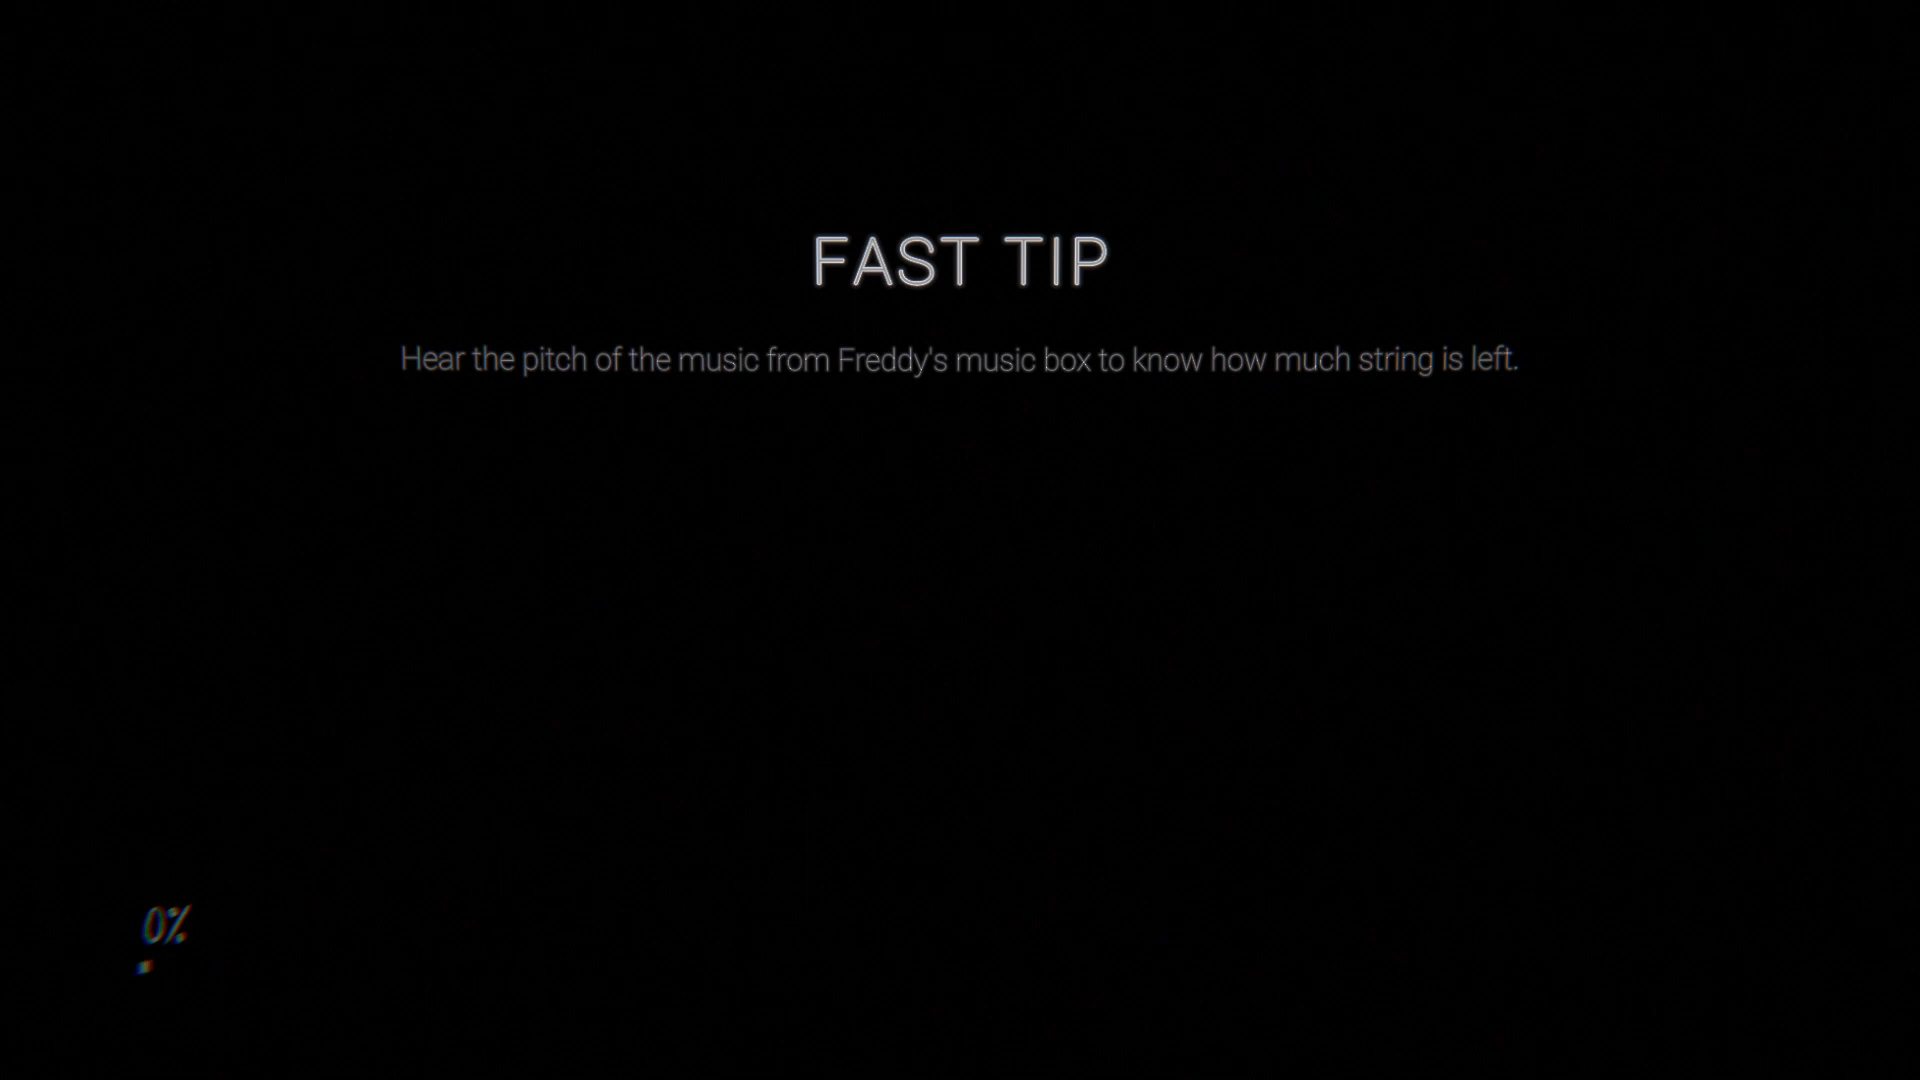 FAST TIP
Hear the pitch of the music from Freddy's music box to know how much string is left.
0%